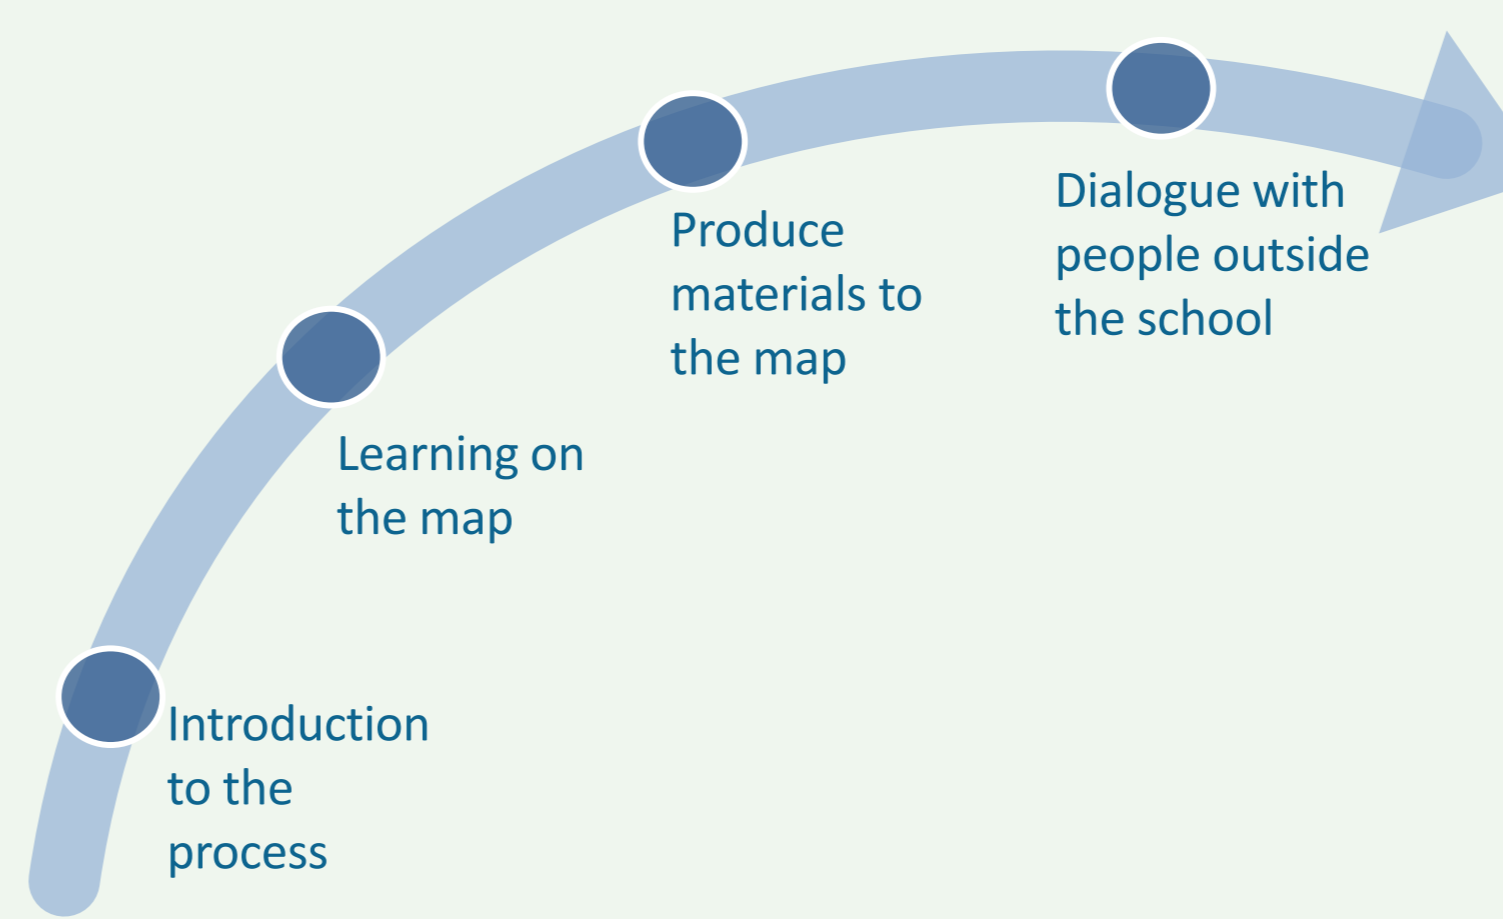 Introduction
to the
process
Learning on
the map
Produce
materials to
the map
Dialogue with
people outside
the school